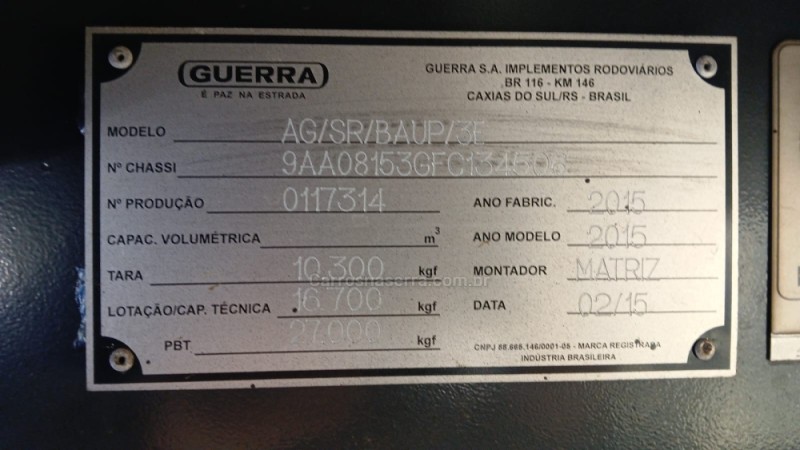 GUERRA
É PAZ NA ESTRADA
GUERRA S.A. IMPLEMENTOS RODOVIÁRIOS
BR 116 - KM 146
CAXIAS DO SUL/RS - BRASIL
MODELO AG/SR/BAUP/3E
Nº CHASSI
Nº PRODUÇÃO 0117314 ANO FABRIC. 2015
CAPAC. VOLUMÉTRICA m³ ANO MODELO 2015
TARA 10.300 kgf MONTADOR MATRIZ
Carrosnaserra.com.br
LOTAÇÃO/CAP. TÉCNICA 16.700 kgf DATA 02/15
PBT 27.000 kgf
CNPJ - MARCA REGISTRADA
INDÚSTRIA BRASILEIRA